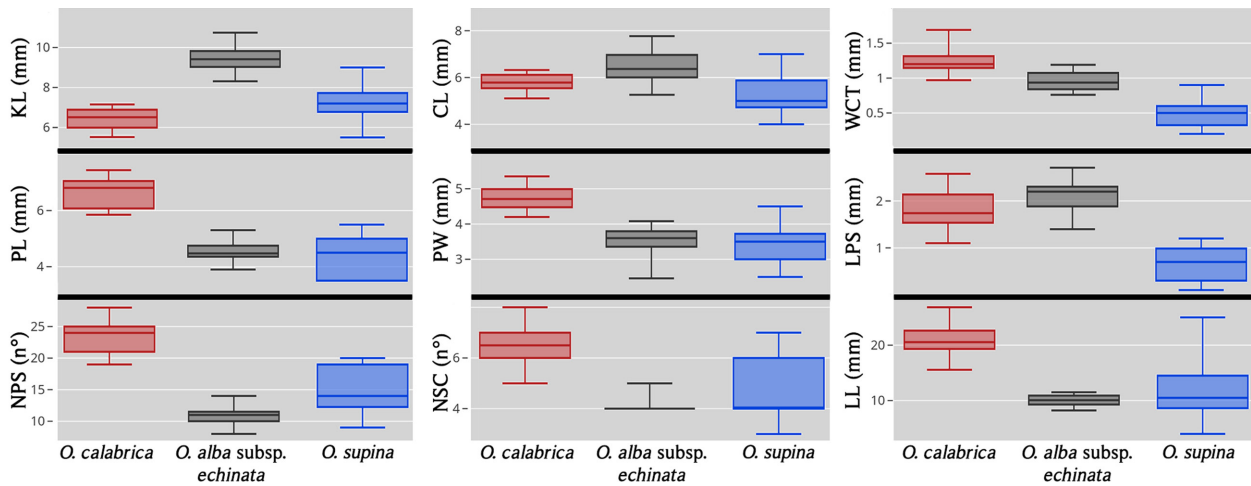 KL (mm)
10
8
6
CL (mm)
8
6
4
WCT (mm)
1.5
1
0.5
PL (mm)
6
4
PW (mm)
5
4
3
LPS (mm)
2
1
NPS (n°)
25
20
15
10
NSC (n°)
6
4
LL (mm)
20
10
O. calabrica
O. alba subsp.
echinata
O. supina
O. calabrica
O. alba subsp.
echinata
O. supina
O. calabrica
O. alba subsp.
echinata
O. supina